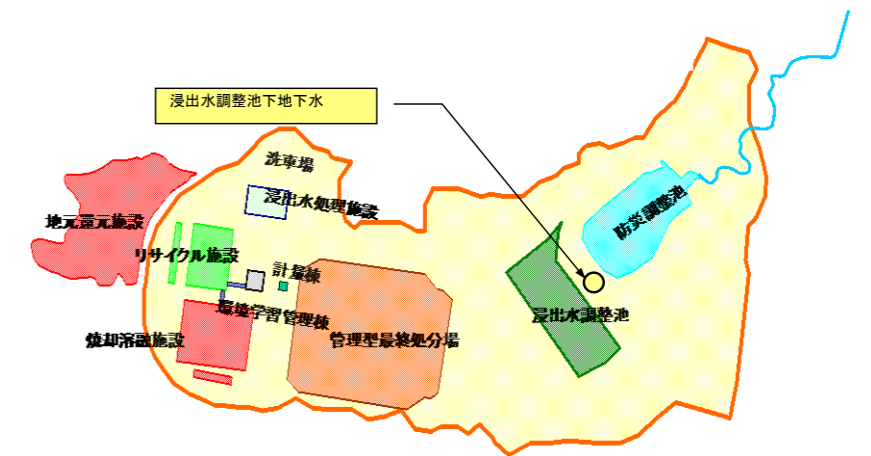 浸出水調整池下地下水
洗車場
浸出水処理施設
地元還元施設
防災調整池
リサイクル施設
計量棟
環境学習管理棟
浸出水調整池
焼却溶融施設
管理型最終処分場